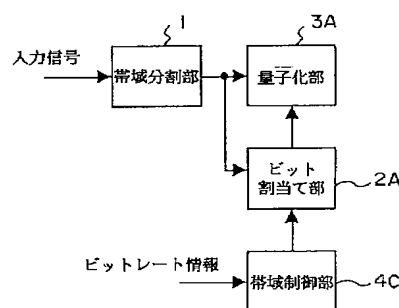 1
3A
入力信号
帯域分割部
量子化部
ビット
割当て部
2A
ビットレート情報
帯域制御部
4C